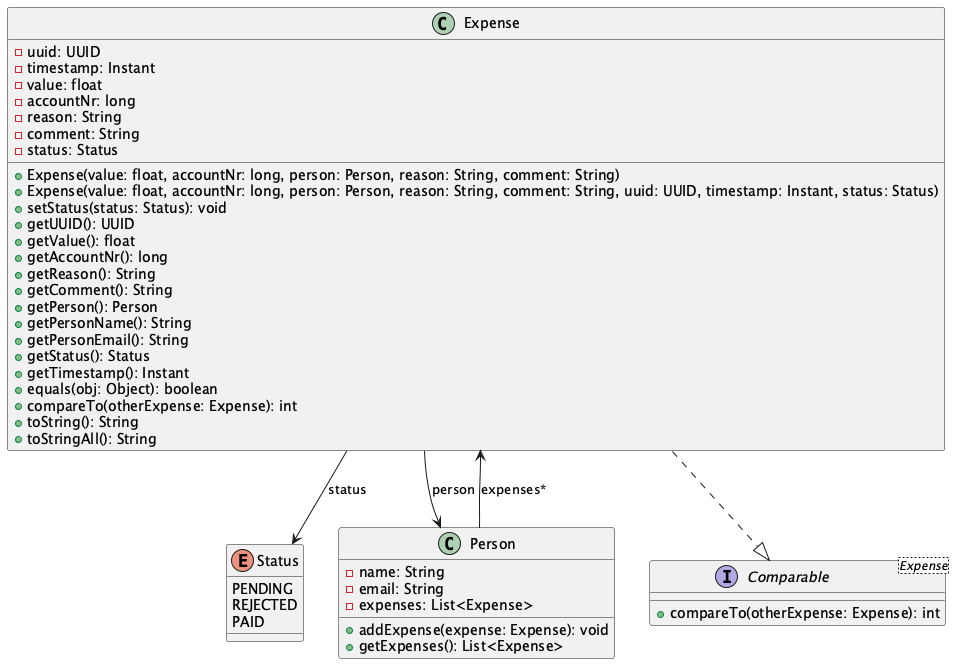 C Expense
uuid: UUID
timestamp: Instant
value: float
accountNr: long
reason: String
comment: String
status: Status
Expense(value: float, accountNr: long, person: Person, reason: String, comment: String)
Expense(value: float, accountNr: long, person: Person, reason: String, comment: String, uuid: UUID, timestamp: Instant, status: Status)
setStatus(status: Status): void
getUUID(): UUID
getValue(): float
getAccountNr(): long
getReason(): String
getComment(): String
getPerson(): Person
getPersonName(): String
getPersonEmail(): String
getStatus(): Status
getTimestamp(): Instant
equals(obj: Object): boolean
compareTo(otherExpense: Expense): int
toString(): String
toStringAll(): String
status
person
expenses*
E Status
PENDING
REJECTED
PAID
C Person
name: String
email: String
expenses: List<Expense>
addExpense(expense: Expense): void
getExpenses(): List<Expense>
Expense
I Comparable
compareTo(otherExpense: Expense): int